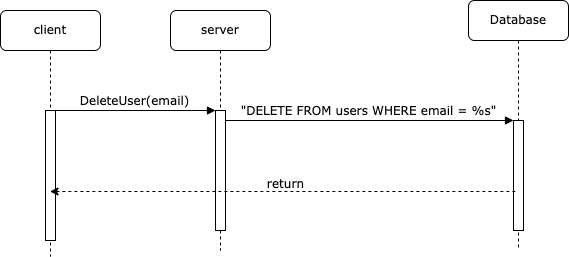 client
server
Database
DeleteUser(email)
"DELETE FROM users WHERE email = %s"
return